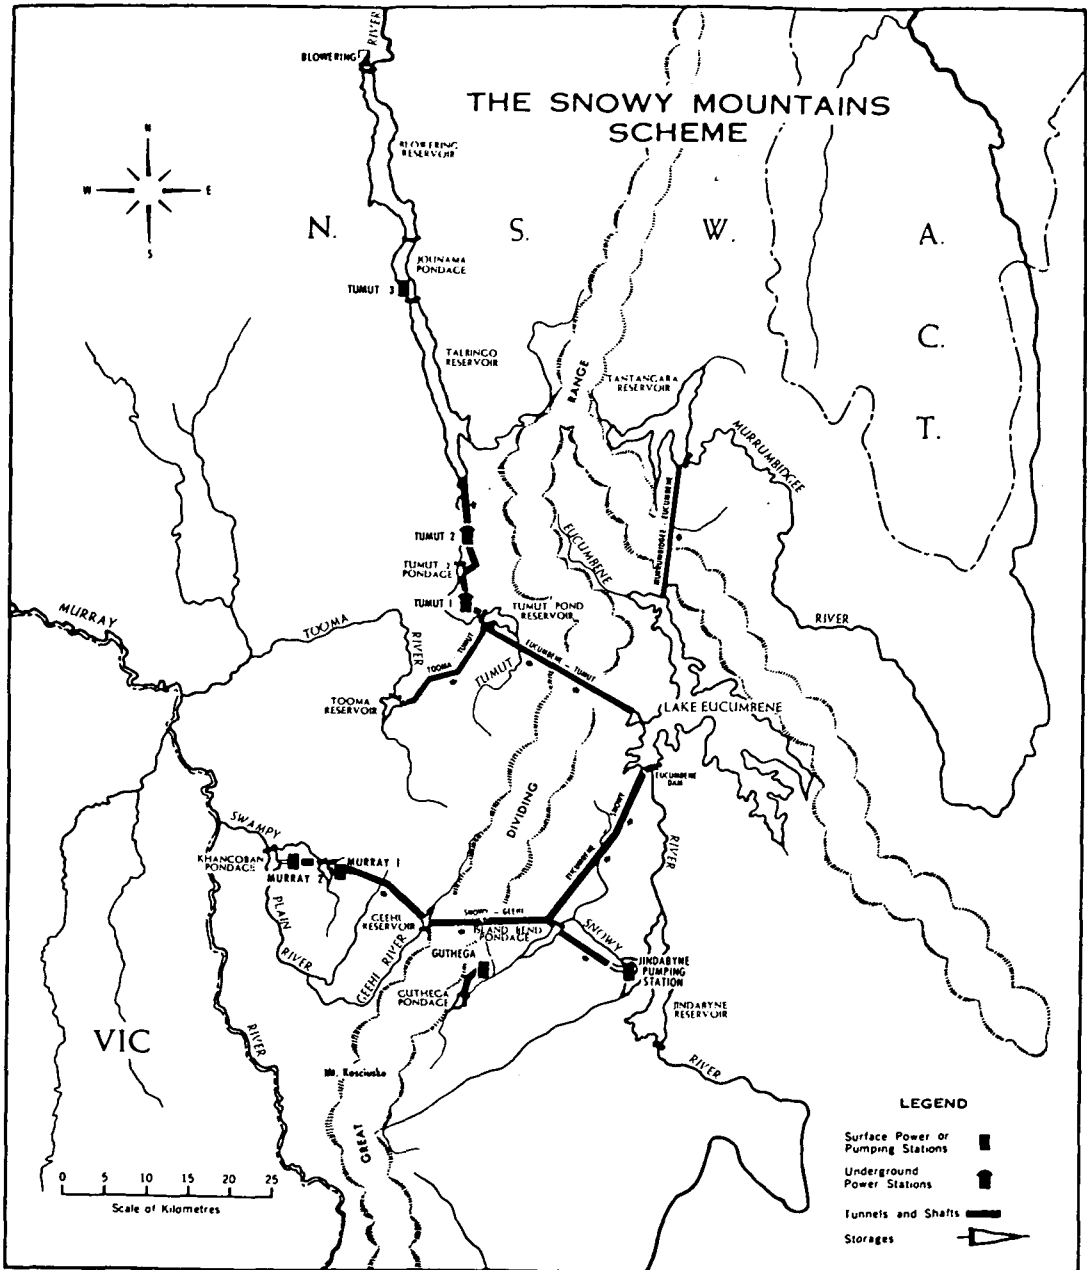 THE SNOWY MOUNTAINS
SCHEME
RIVER
BLOWERING
BLOWERING
RESERVOIR
N
W
E
S
N.
S.
W.
A.
C.
T.
JOUNAMA
PONDAGE
TUMUT 3
TALBINGO
RESERVOIR
RANGE
TANTANGARA
RESERVOIR
MURRUMBIDGEE
MURRUMBIDGEE - EUCUMBENE
EUCUMBENE
TUMUT 2
TUMUT 2
PONDAGE
TUMUT 1
TUMUT POND
RESERVOIR
MURRAY
TOOMA
RIVER
RIVER
TOOMA TUMUT
TUMUT
EUCUMBENE - TUMUT
TOOMA
RESERVOIR
LAKE EUCUMBENE
EUCUMBENE
DAM
DIVIDING
EUCUMBENE SNOWY
RIVER
SWAMPY
KHANCOBAN
PONDAGE
MURRAY 1
MURRAY 2
PLAIN
RIVER
GEEHI
RESERVOIR
GEEHI RIVER
SNOWY - GEEHI
ISLAND BEND
PONDAGE
SNOWY
GUTHEGA
GUTHEGA
PONDAGE
JINDABYNE
PUMPING
STATION
JINDABYNE
RESERVOIR
RIVER
VIC
RIVER
Mt. Kosciusko
GREAT
0 5 10 15 20 25
Scale of Kilometres
LEGEND
Surface Power or
Pumping Stations
Underground
Power Stations
Tunnels and Shafts
Storages